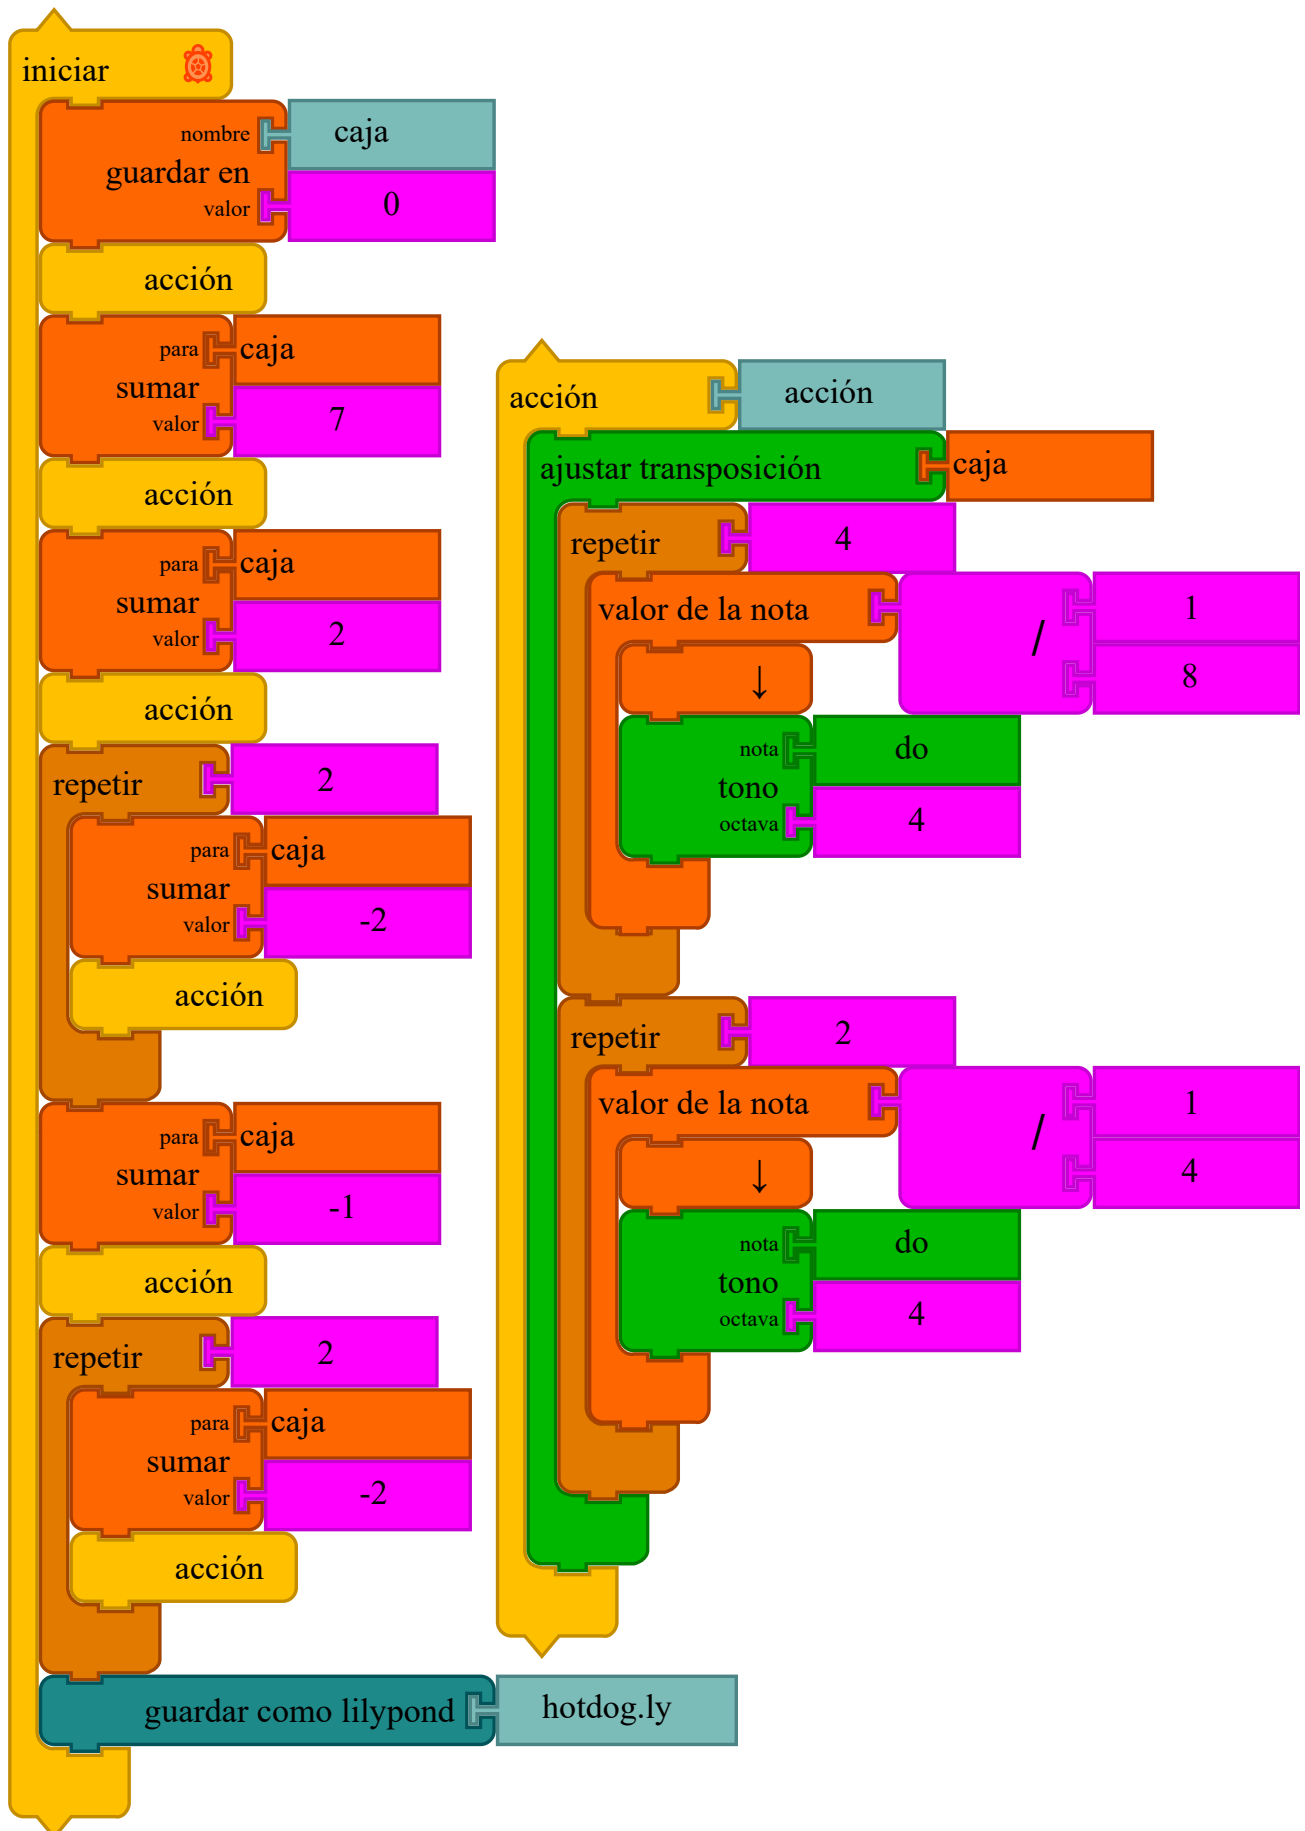 iniciar
nombre
caja
guardar en
valor
0
acción
para
caja
sumar
valor
7
acción
para
caja
sumar
valor
2
acción
repetir
2
para
caja
sumar
valor
-2
acción
para
caja
sumar
valor
-1
acción
repetir
2
para
caja
sumar
valor
-2
acción
guardar como lilypond
hotdog.ly
acción
acción
ajustar transposición
caja
repetir
4
valor de la nota
/
1
8
↓
nota
do
tono
octava
4
repetir
2
valor de la nota
/
1
4
↓
nota
do
tono
octava
4